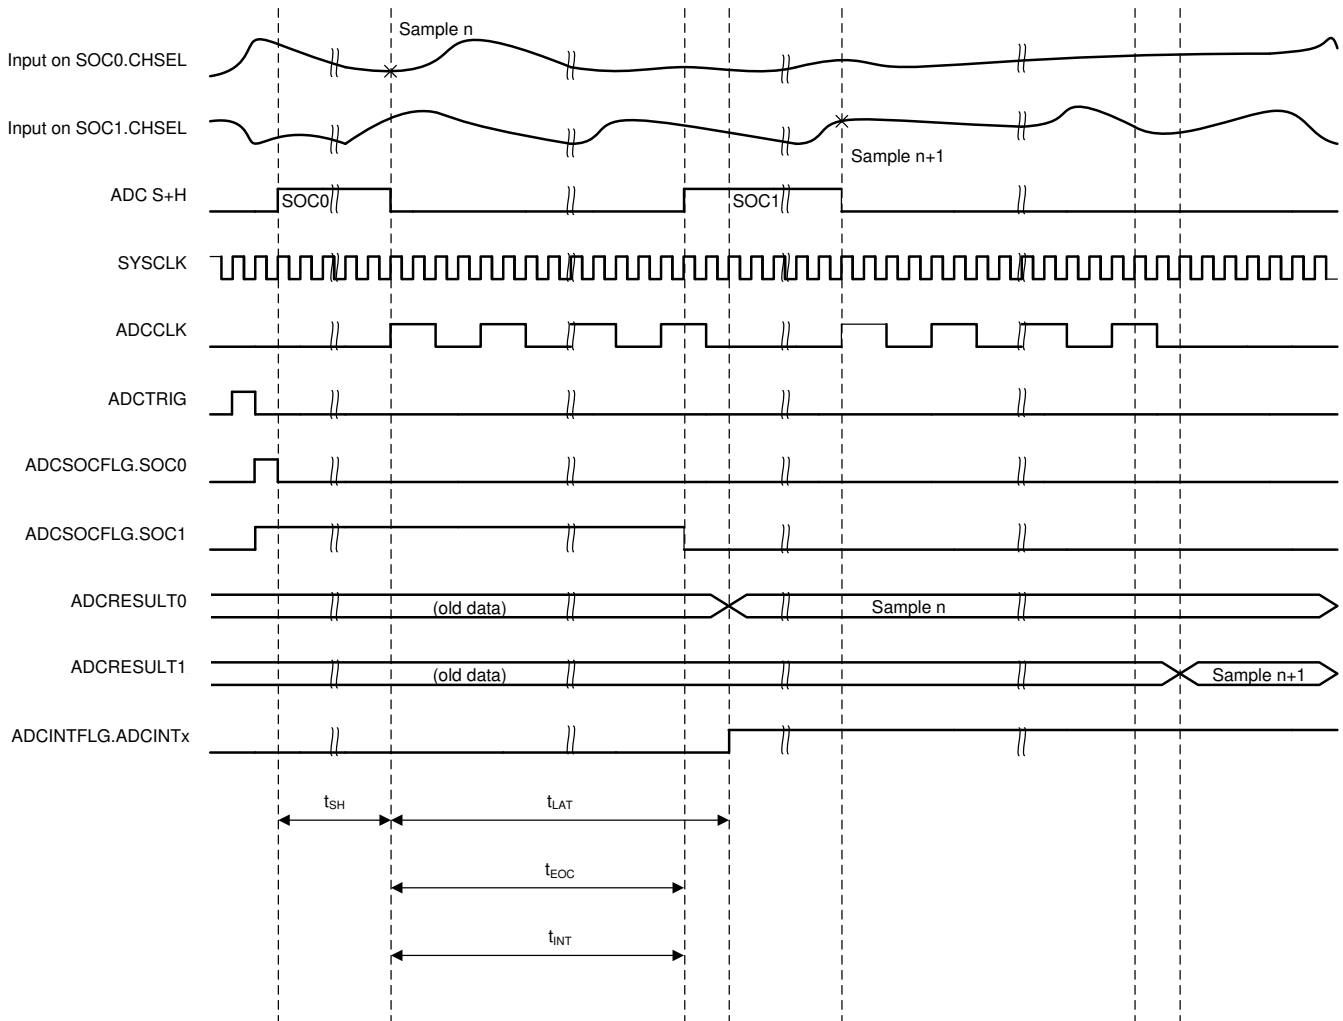 Sample n
Input on SOC0.CHSEL
Input on SOC1.CHSEL
Sample n+1
ADC S+H
SOC0
SOC1
SYSCLK
ADCCLK
ADCTRIG
ADCSOCFLG.SOC0
ADCSOCFLG.SOC1
ADCRESULT0
(old data)
Sample n
ADCRESULT1
(old data)
Sample n+1
ADCINTFLG.ADCINTx
tSH
tLAT
tEOC
tINT